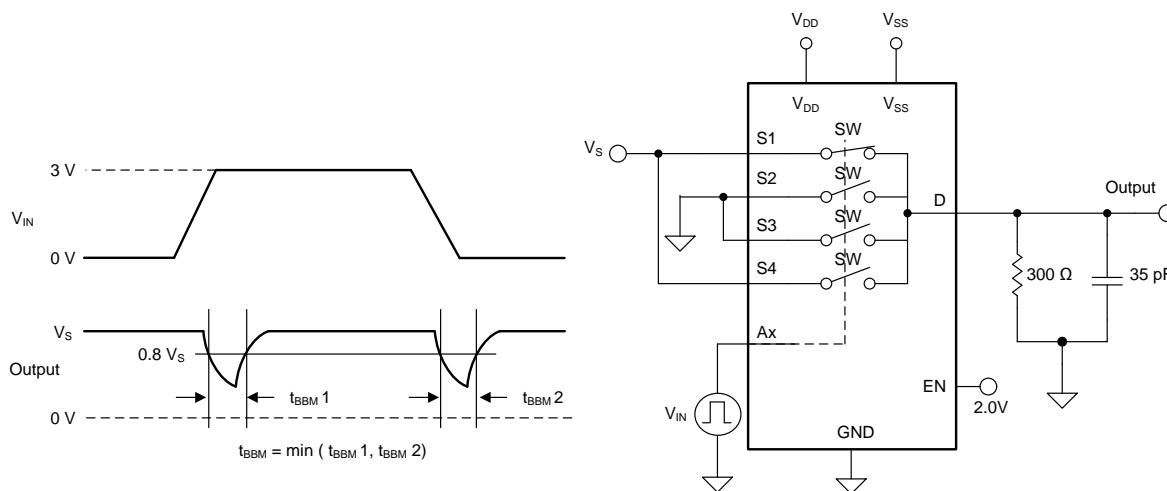 3 V
V_IN
0 V
V_S
0.8 V_S
Output
t_BBM 1
t_BBM 2
0 V
t_BBM = min ( t_BBM 1, t_BBM 2)
V_DD
V_SS
V_DD
V_SS
V_S
S1
SW
S2
SW
S3
SW
S4
SW
D
Output
300 Ω
35 pF
Ax
V_IN
EN
2.0V
GND